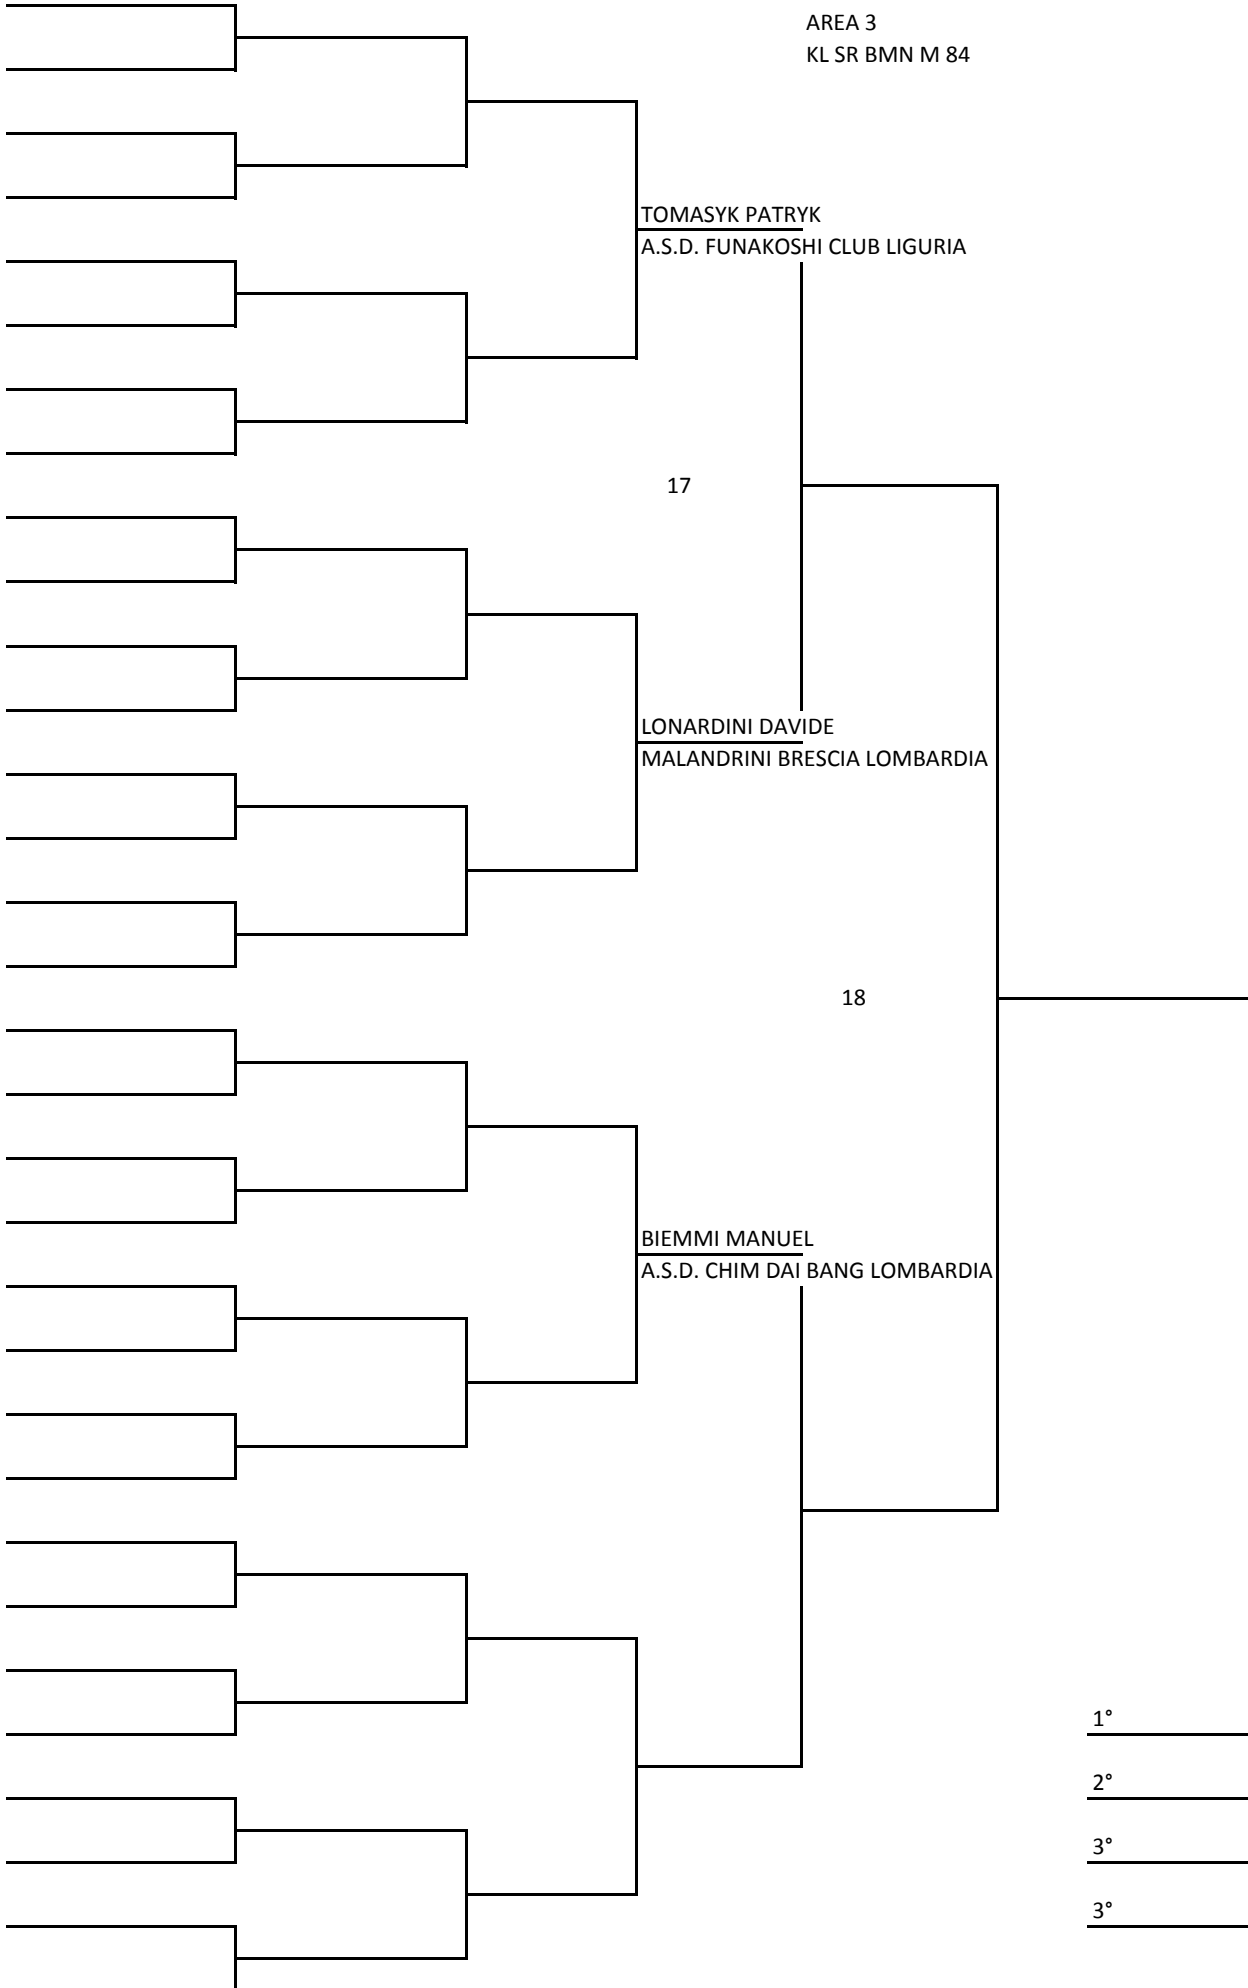 AREA 3
KL SR BMN M 84
TOMASYK PATRYK
A.S.D. FUNAKOSHI CLUB LIGURIA
17
LONARDINI DAVIDE
MALANDRINI BRESCIA LOMBARDIA
18
BIEMMI MANUEL
A.S.D. CHIM DAI BANG LOMBARDIA
1°
2°
3°
3°